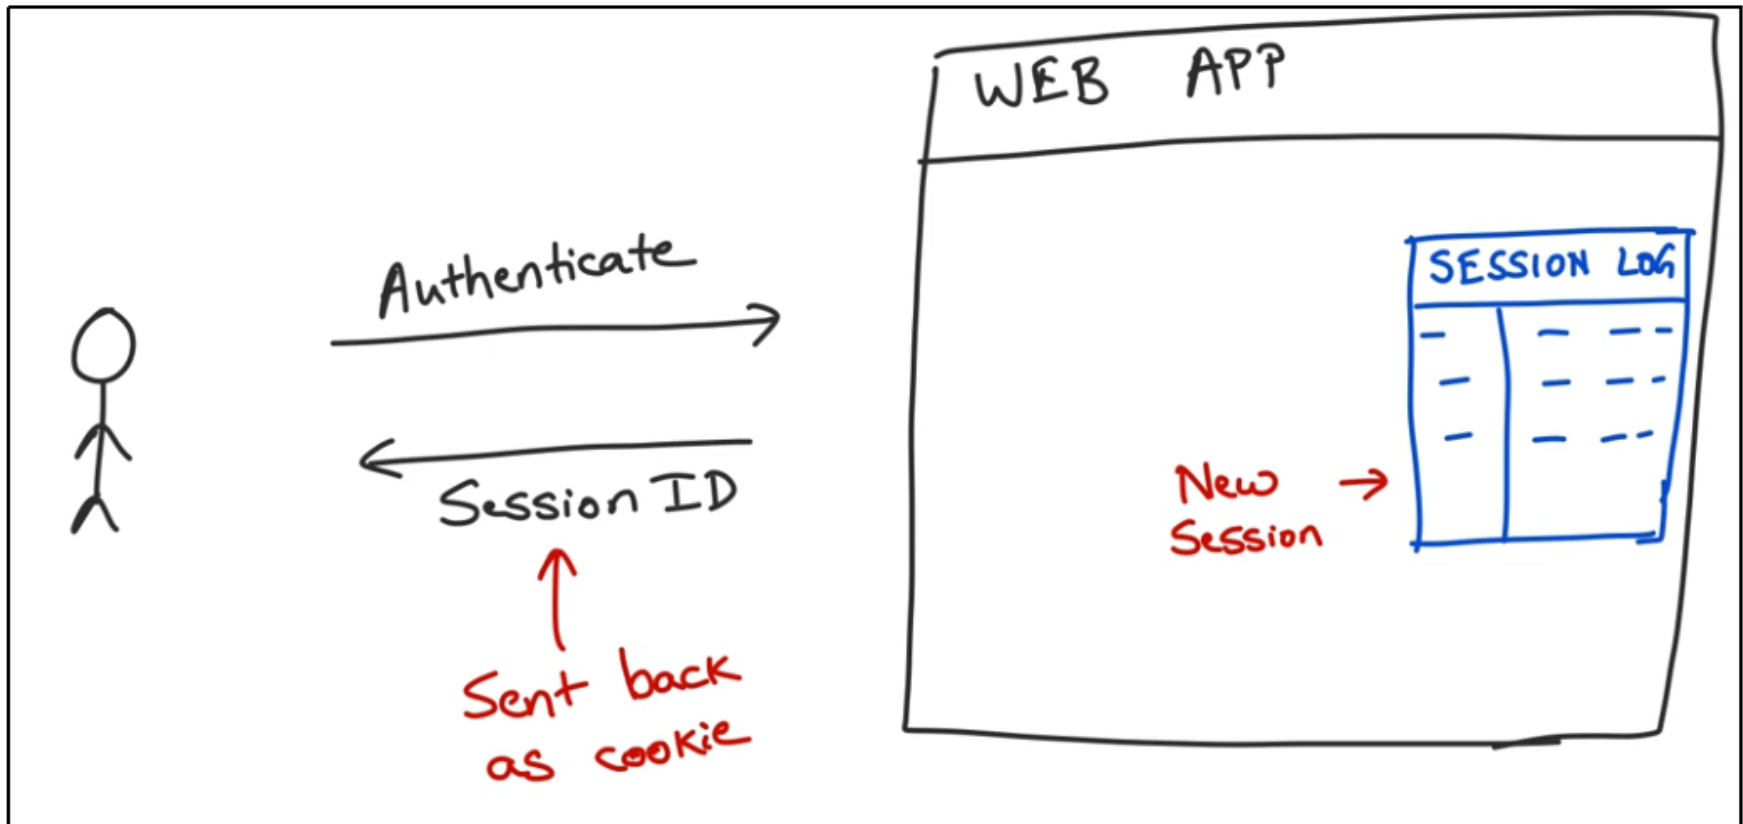 WEB APP
Authenticate
SESSION LOG
Session ID
New
Session
Sent back
as cookie